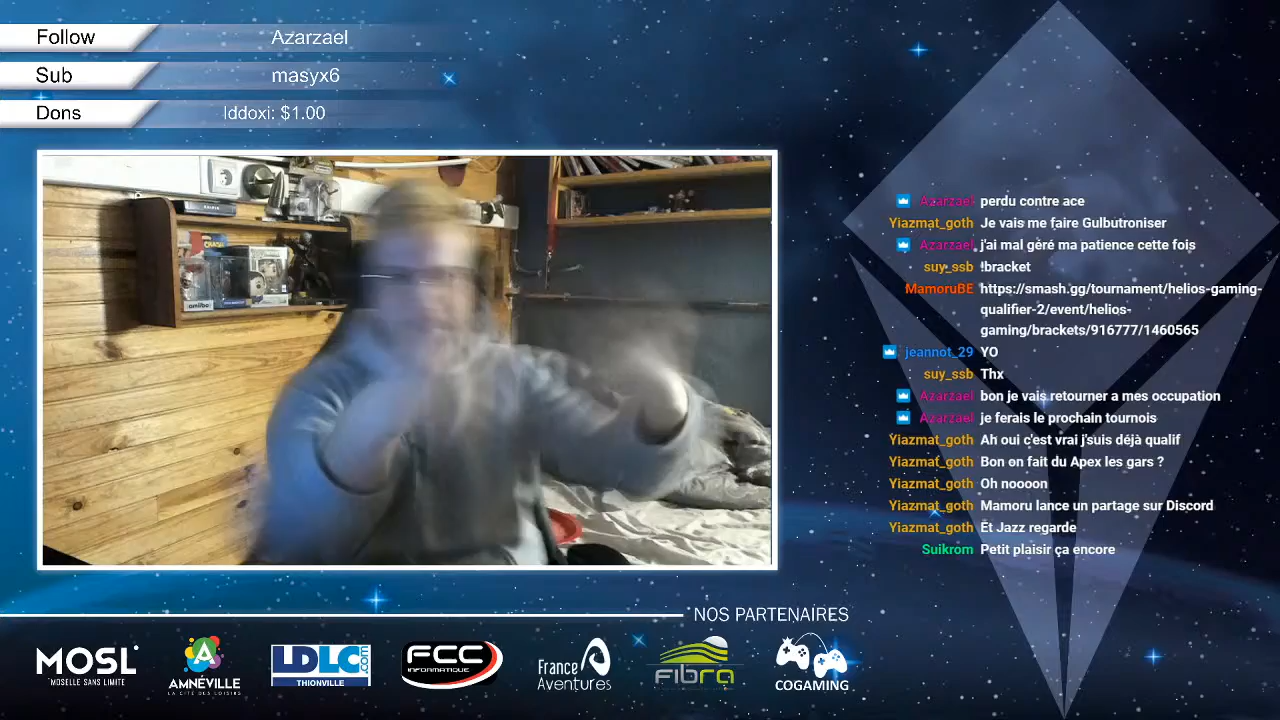 Follow Azarzael
Sub masyx6
Dons Iddoxi: $1.00
amiibo
Azarzael perdu contre ace
Yiazmat_goth Je vais me faire Gulbutroniser
Azarzael j'ai mal géré ma patience cette fois
suy_ssb !bracket
MamoruBE https://smash.gg/tournament/helios-gaming-
qualifier-2/event/helios-
gaming/brackets/916777/1460565
jeannot_29 YO
suy_ssb Thx
Azarzael bon je vais retourner a mes occupation
Azarzael je ferais le prochain tournois
Yiazmat_goth Ah oui c'est vrai j'suis déjà qualif
Yiazmat_goth Bon on fait du Apex les gars ?
Yiazmat_goth Oh noooon
Yiazmat_goth Mamoru lance un partage sur Discord
Yiazmat_goth Et Jazz regarde
Suikrom Petit plaisir ça encore
NOS PARTENAIRES
MOSL
MOSELLE SANS LIMITE
AMNÉVILLE
LA CITÉ DES LOISIRS
LDLC.com
THIONVILLE
FCC
INFORMATIQUE
France
Aventures
FIBRA
COGAMING